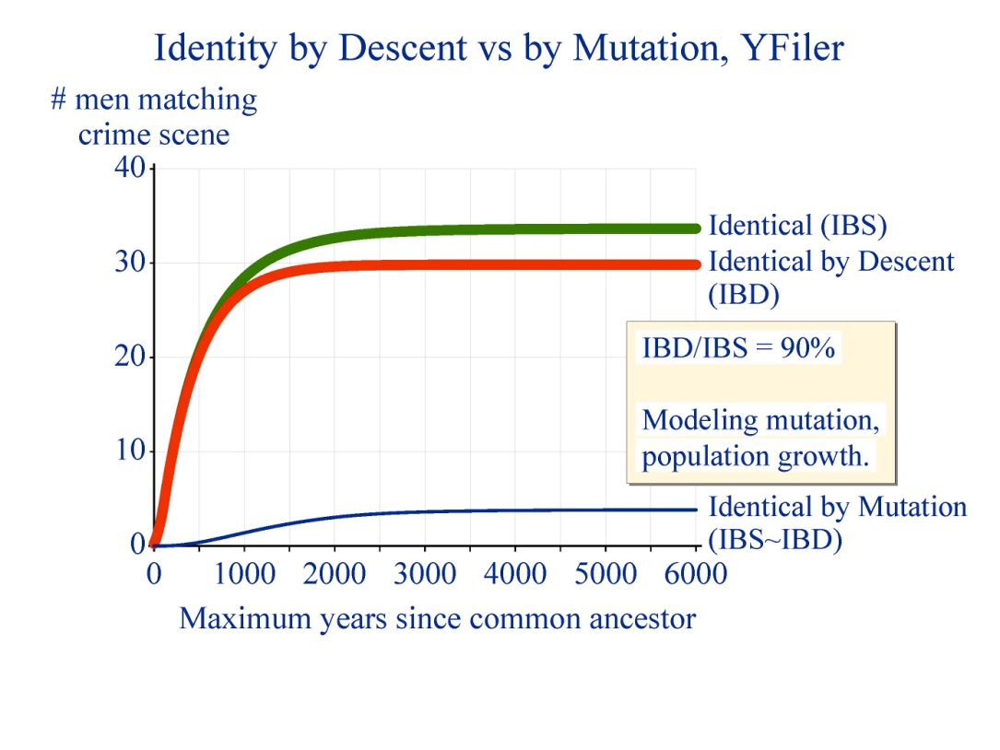 Identity by Descent vs by Mutation, YFiler
# men matching
crime scene
40
30
20
10
0
Identical (IBS)
Identical by Descent
(IBD)
IBD/IBS = 90%
Modeling mutation,
population growth.
Identical by Mutation
(IBS~IBD)
0 1000 2000 3000 4000 5000 6000
Maximum years since common ancestor